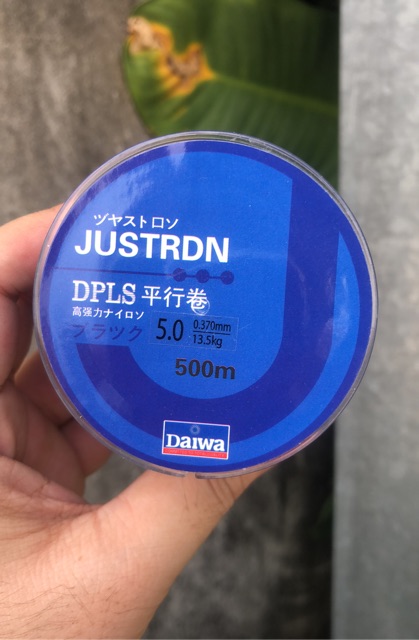 ヅヤストロソ
JUSTRDN
DPLS 平行巻
高強力ナイロソ
ブラツク 5.0 0.370mm
13.5kg
500m
DAIWA